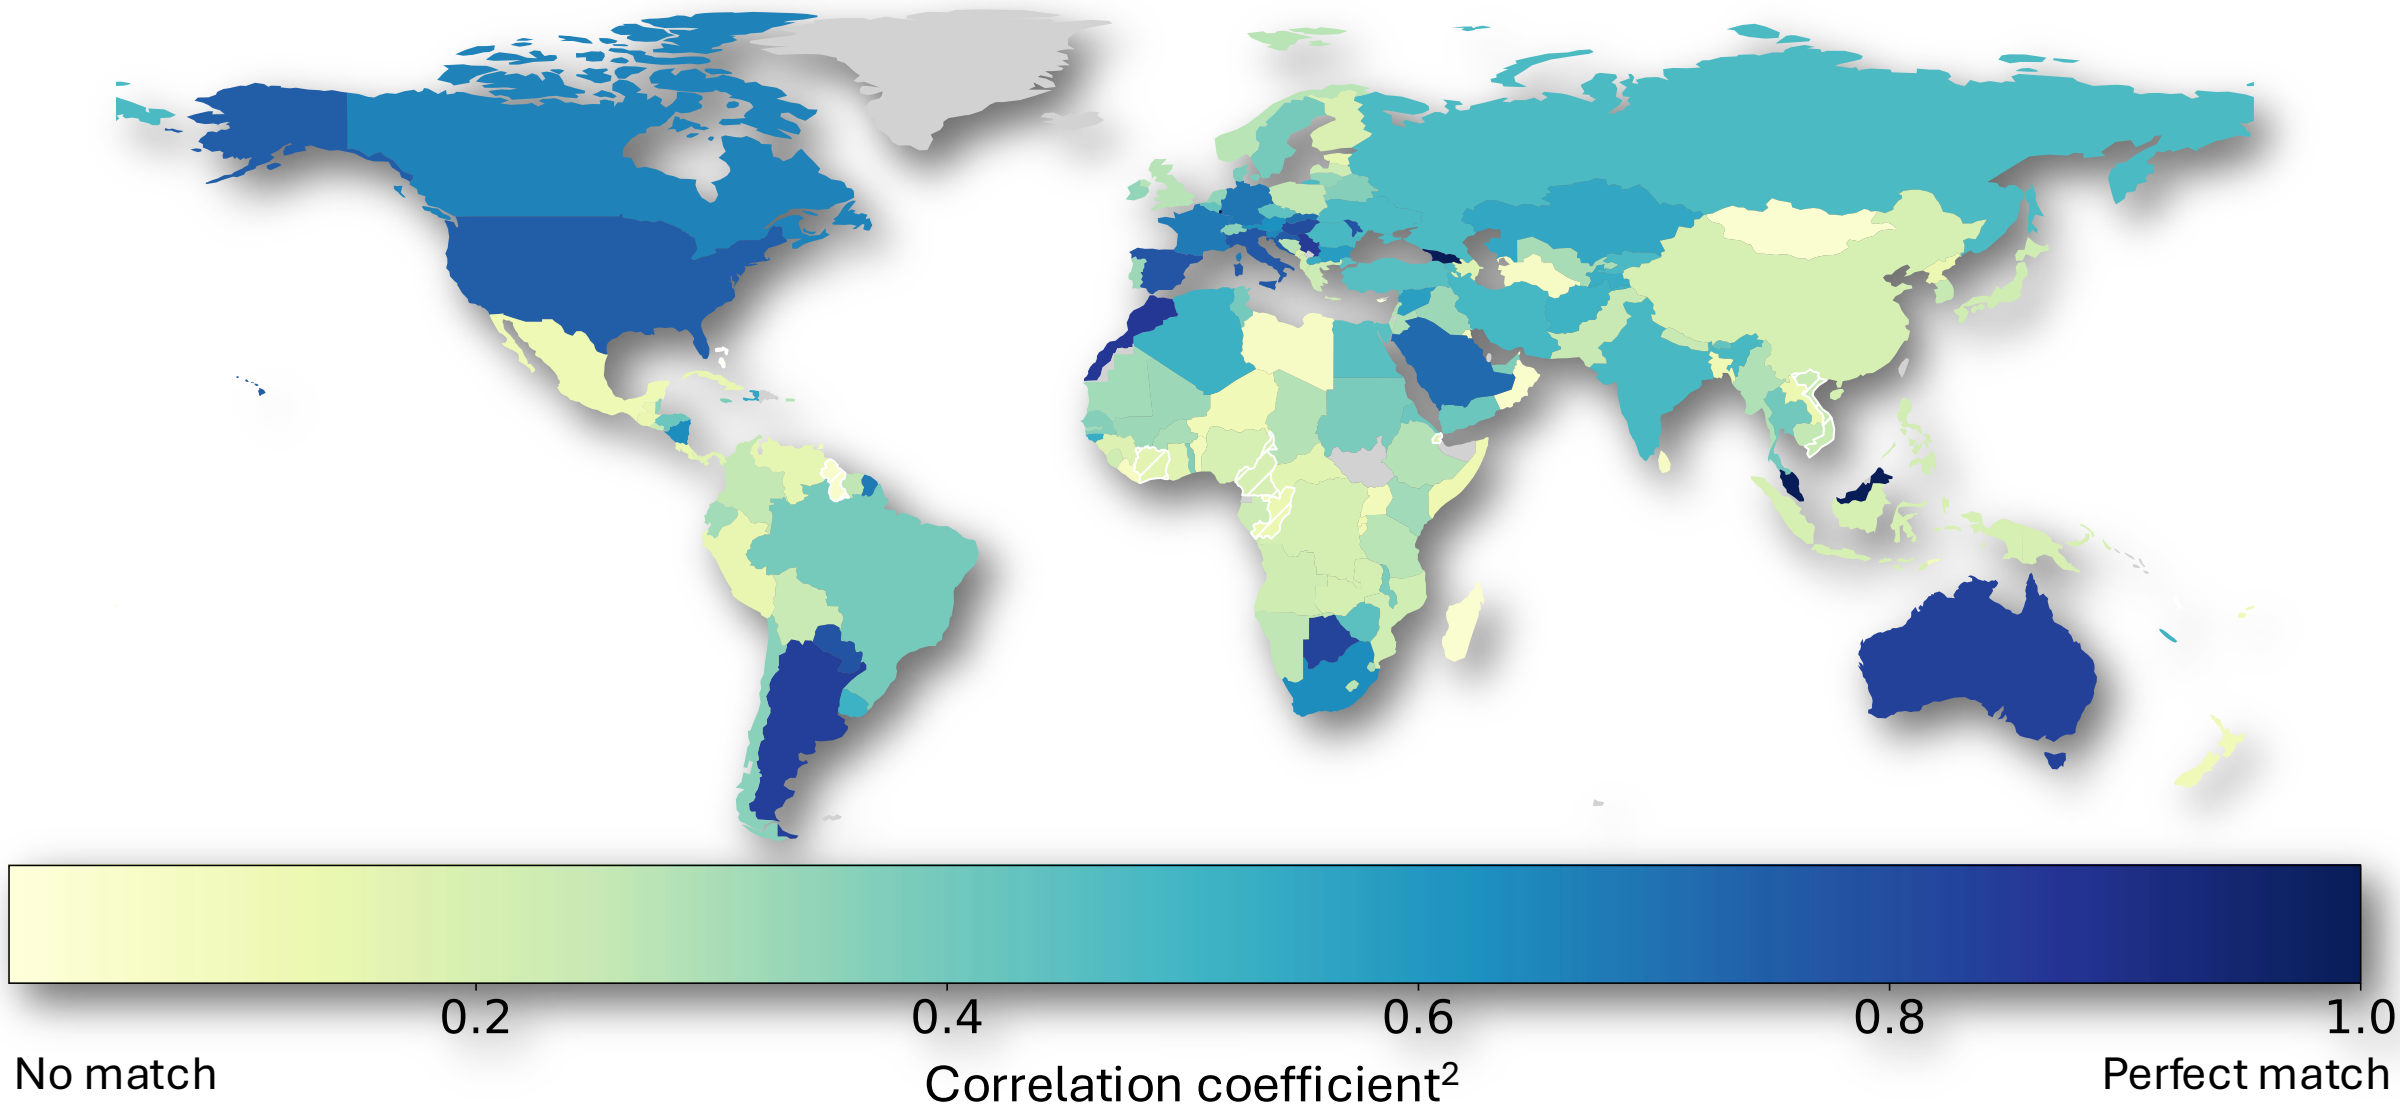 0.2 0.4 0.6 0.8 1.0
No match Correlation coefficient² Perfect match